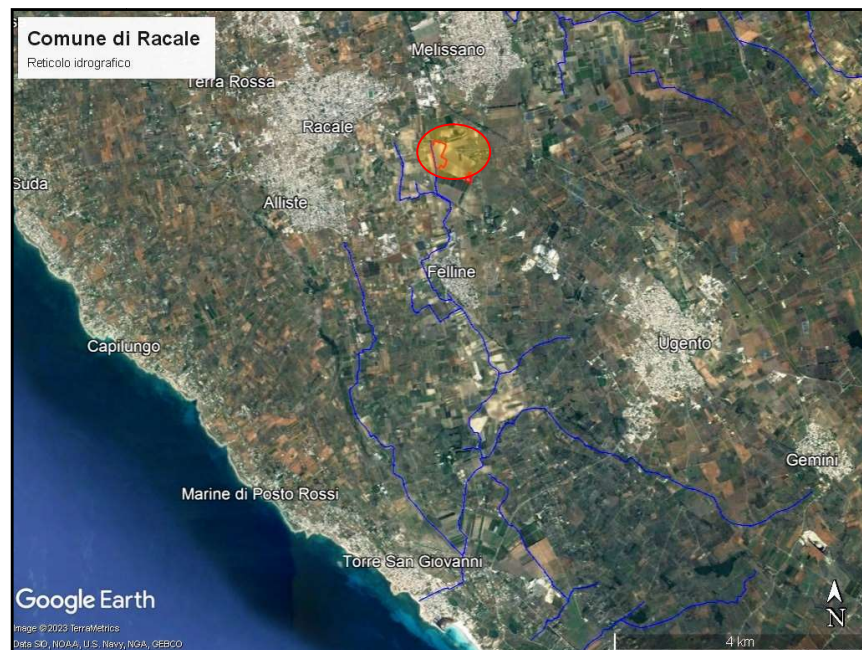 Comune di Racale
Reticolo idrografico
Melissano
Terra Rossa
Racale
Suda
Alliste
Felline
Capilungo
Ugento
Gemini
Marine di Posto Rossi
Torre San Giovanni
Google Earth
Image ©2023 TerraMetrics
Data SIO, NOAA, U.S. Navy, NGA, GEBCO
N
4 km